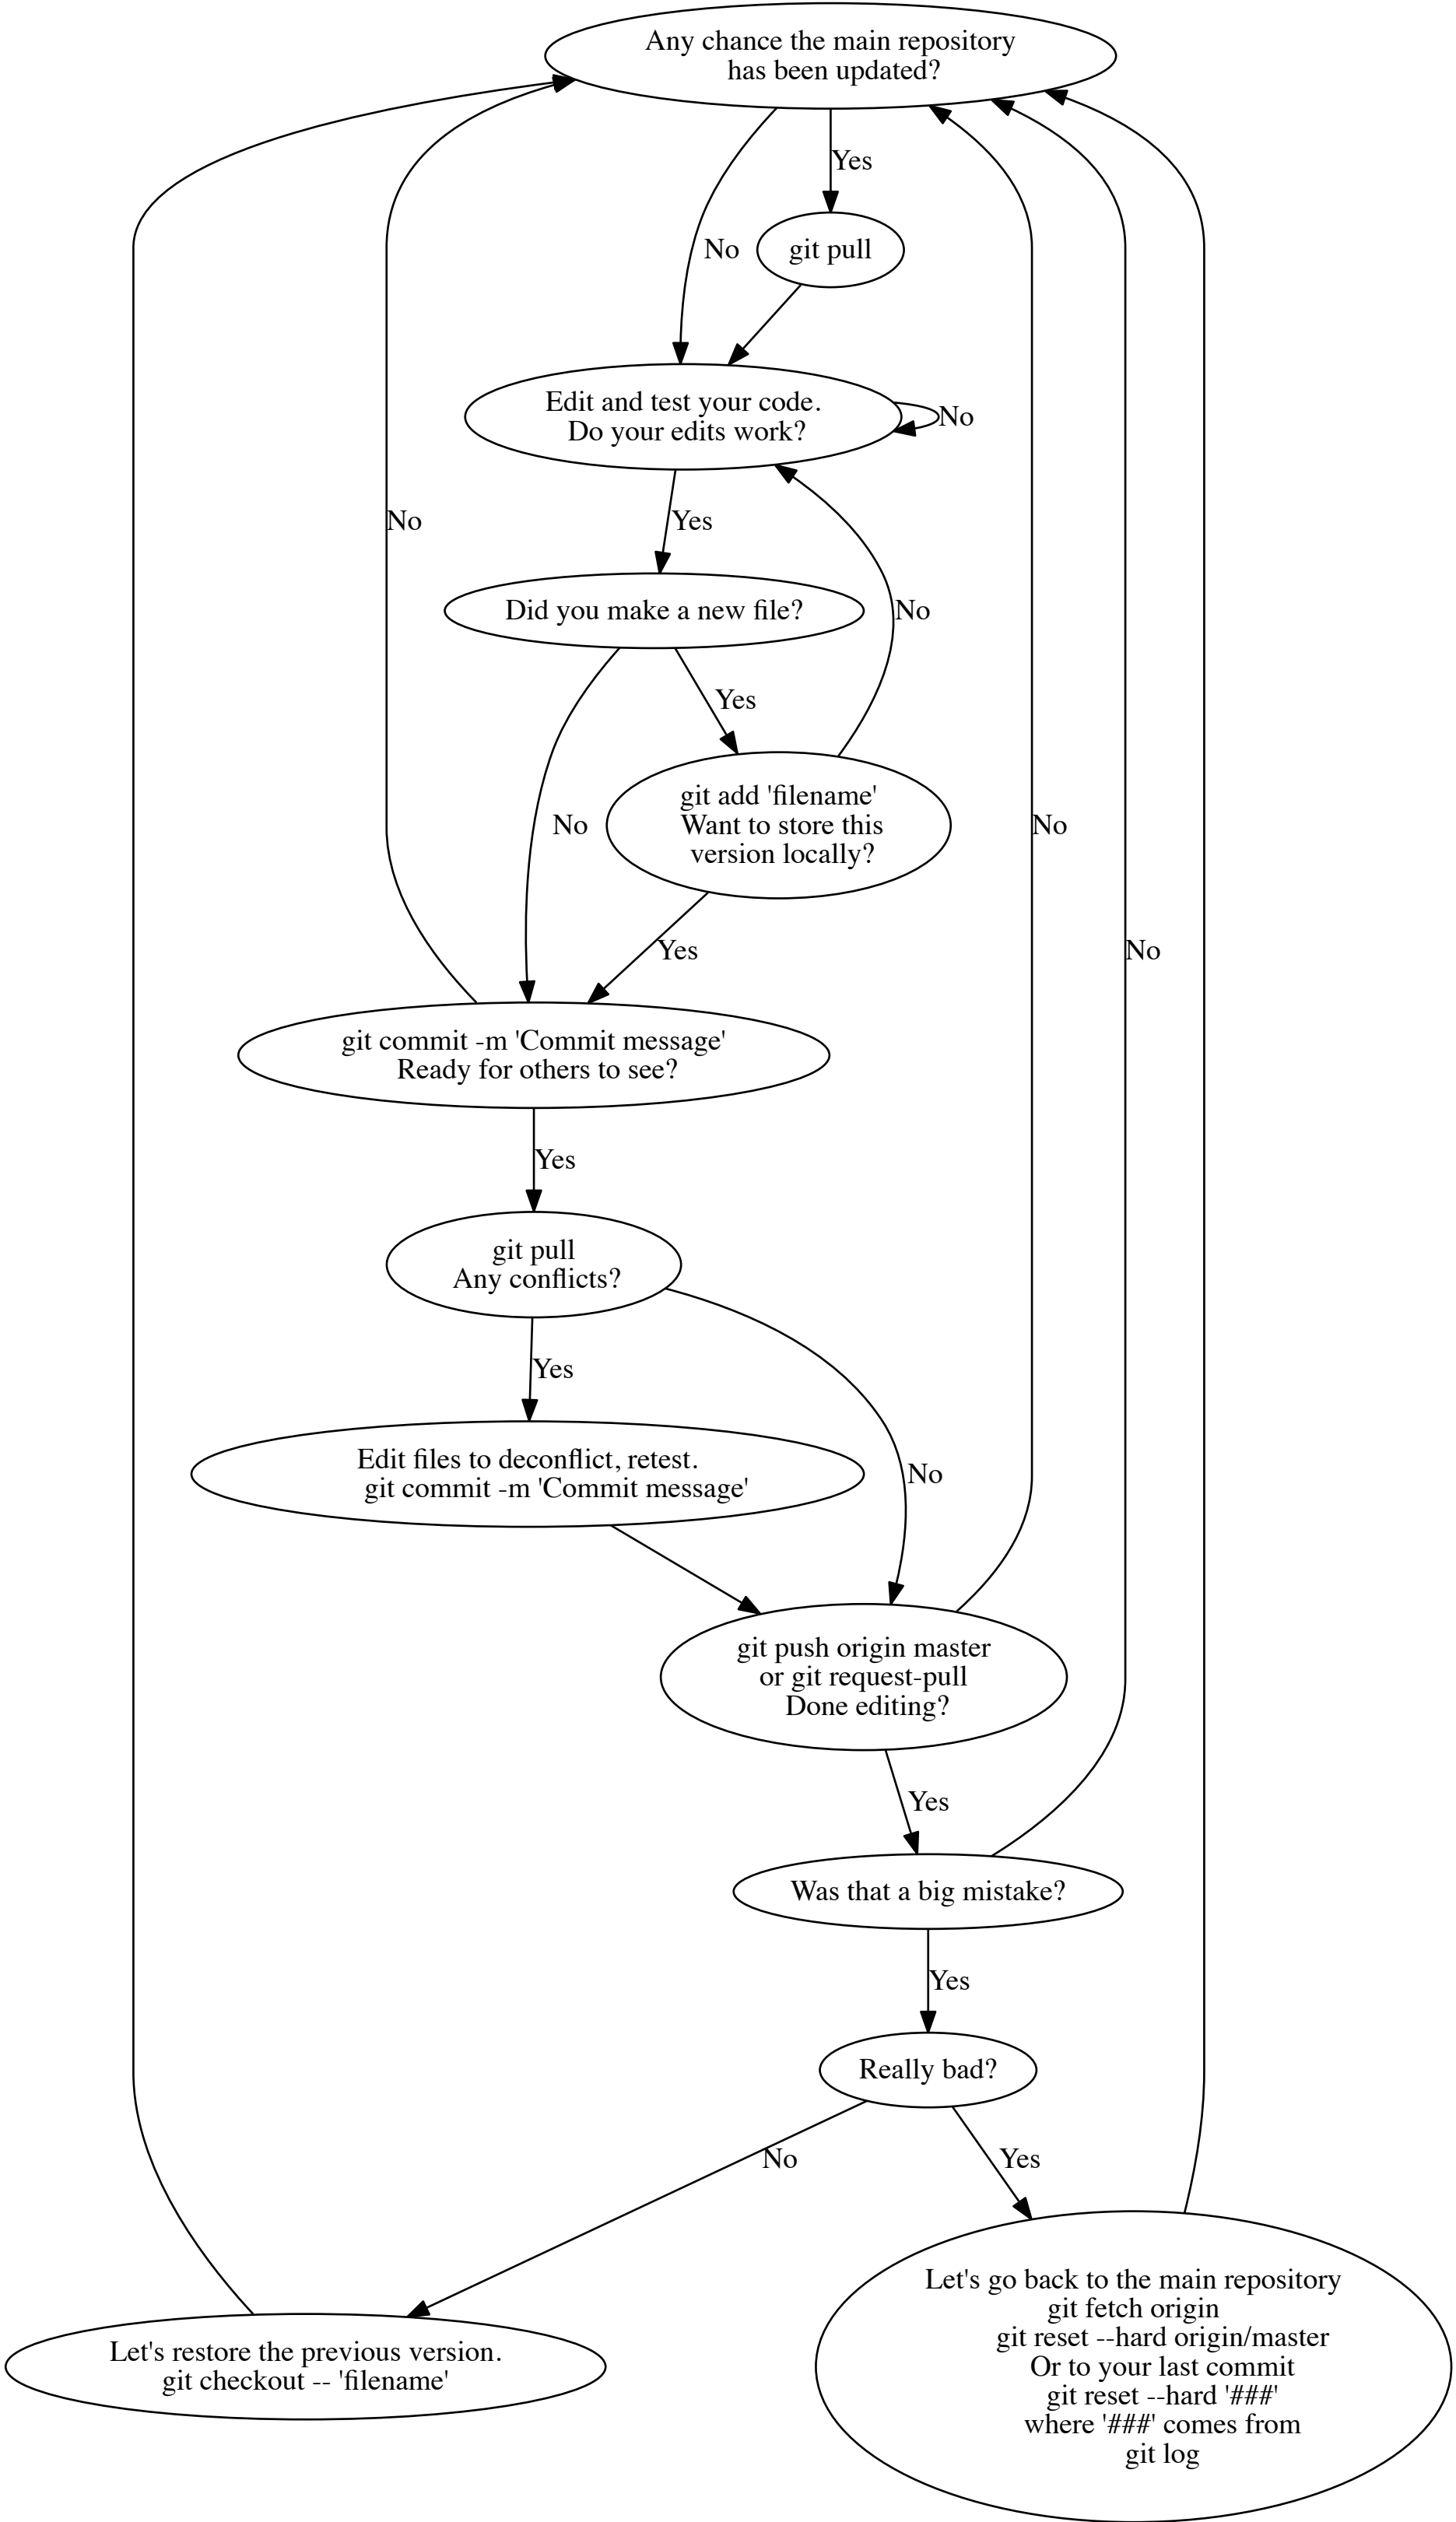 Any chance the main repository
has been updated?
Yes
No
git pull
Edit and test your code.
Do your edits work?
No
No
Yes
Did you make a new file?
No
Yes
No
git add 'filename'
Want to store this
version locally?
No
Yes
No
git commit -m 'Commit message'
Ready for others to see?
Yes
git pull
Any conflicts?
Yes
Edit files to deconflict, retest.
git commit -m 'Commit message'
No
git push origin master
or git request-pull
Done editing?
Yes
Was that a big mistake?
Yes
Really bad?
No
Yes
Let's restore the previous version.
git checkout -- 'filename'
Let's go back to the main repository
git fetch origin
git reset --hard origin/master
Or to your last commit
git reset --hard '###'
where '###' comes from
git log